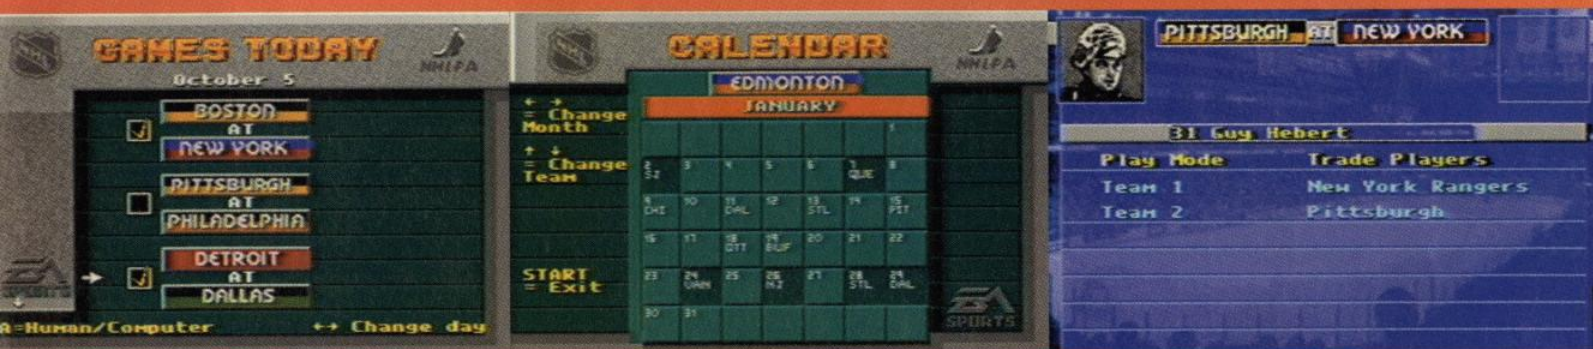 GAMES TODAY
NHL
NHLPA
October 5
BOSTON
AT
NEW YORK
PITTSBURGH
AT
PHILADELPHIA
DETROIT
AT
DALLAS
EA
SPORTS
A=Human/Computer
↔ Change day
CALENDAR
NHL
NHLPA
EDMONTON
JANUARY
← →
= Change
Month
↑ ↓
= Change
Team
START
= Exit
1
2 3 4 5 6 7 8
SJ QUE
9 10 11 12 13 14 15
CHI DAL STL PIT
16 17 18 19 20 21 22
OTT BUF
23 24 25 26 27 28 29
VAN NJ STL DAL
30 31
EA
SPORTS
PITTSBURGH AT NEW YORK
31 Guy Hebert
Play Mode Trade Players
Team 1 New York Rangers
Team 2 Pittsburgh